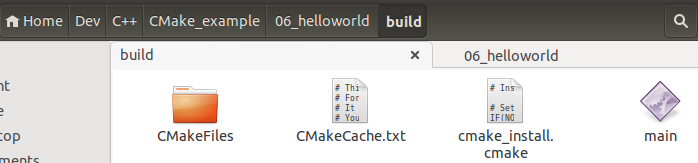 Home Dev C++ CMake_example 06_helloworld build
build 06_helloworld
# Thi
# For
# It
# You
# Ins
# Set
IF(NO
CMakeFiles CMakeCache.txt cmake_install. main
cmake